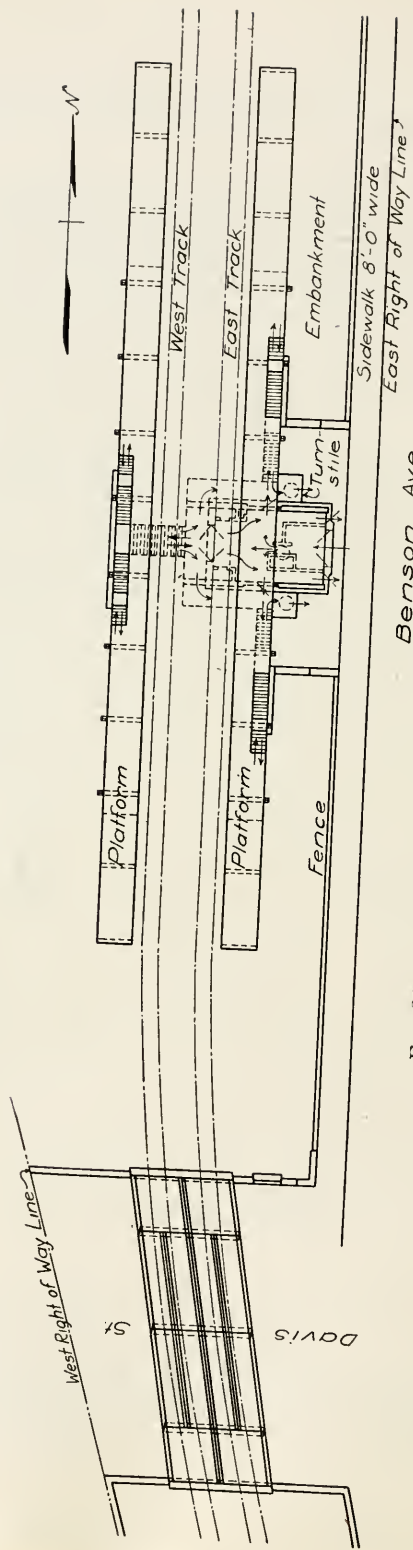 N
West Track
East Track
Platform
Platform
Embankment
Turn-
stile
Sidewalk 8'-0" wide
East Right of Way Line
Benson Ave
Fence
West Right of Way Line
Davis
St.